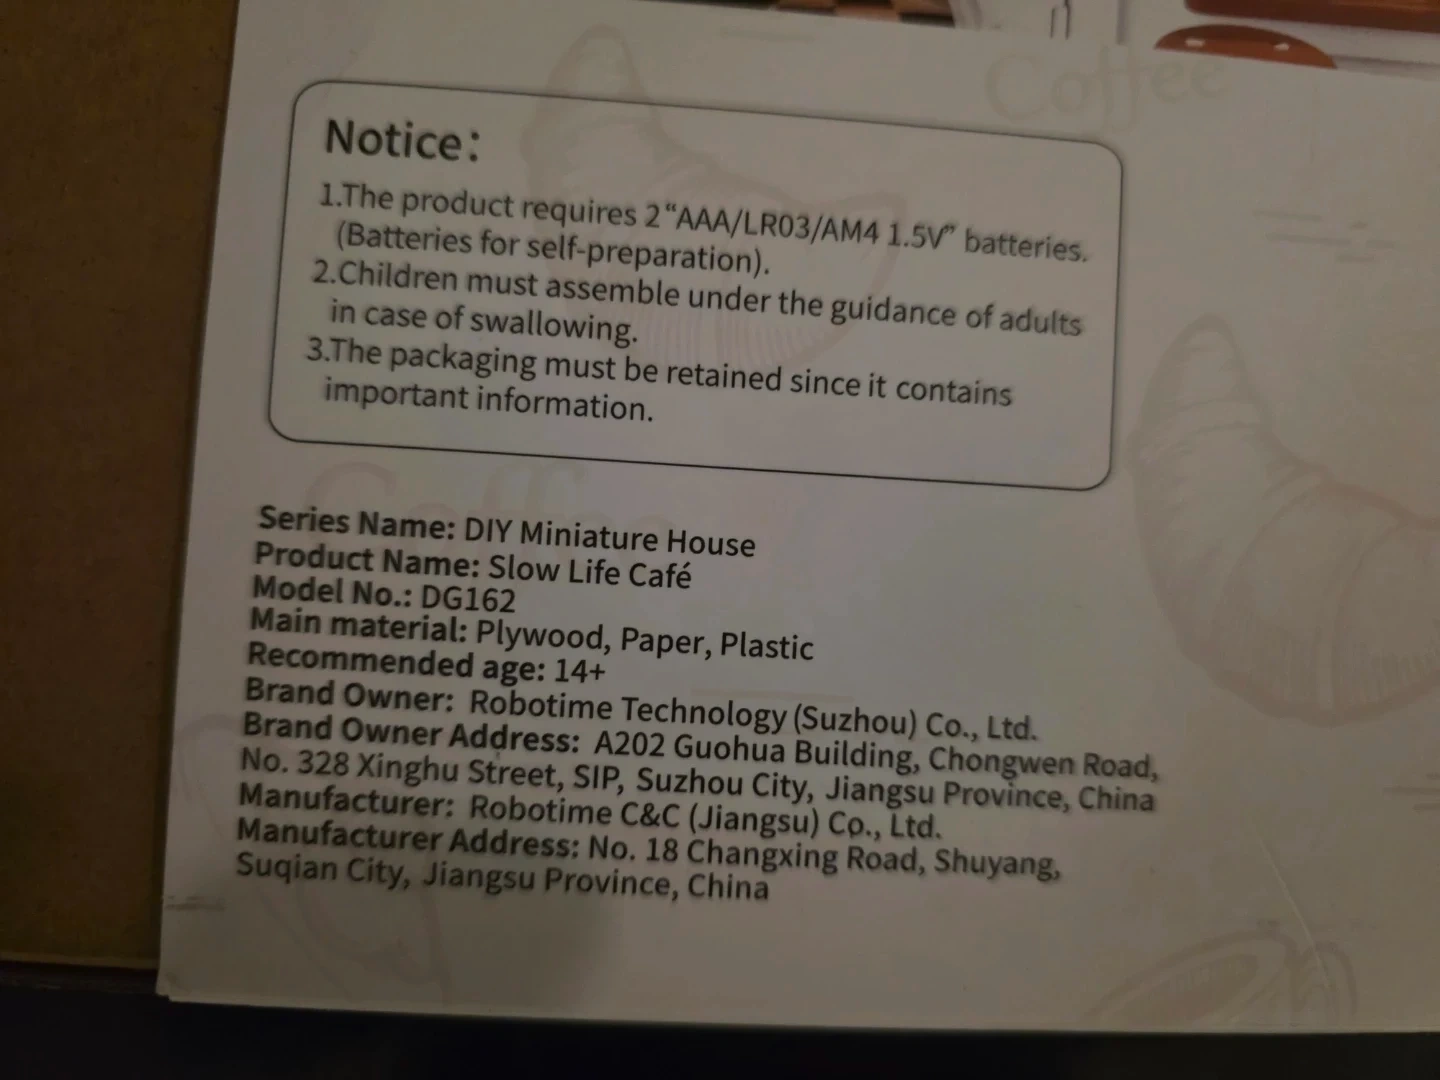 Coffee
Notice:
1.The product requires 2“AAA/LR03/AM4 1.5V” batteries.
(Batteries for self-preparation).
2.Children must assemble under the guidance of adults
in case of swallowing.
3.The packaging must be retained since it contains
important information.
Coffee
Series Name: DIY Miniature House
Product Name: Slow Life Café
Model No.: DG162
Main material: Plywood, Paper, Plastic
Recommended age: 14+
Brand Owner: Robotime Technology (Suzhou) Co., Ltd.
Brand Owner Address: A202 Guohua Building, Chongwen Road,
No. 328 Xinghu Street, SIP, Suzhou City, Jiangsu Province, China
Manufacturer: Robotime C&C (Jiangsu) Co., Ltd.
Manufacturer Address: No. 18 Changxing Road, Shuyang,
Suqian City, Jiangsu Province, China